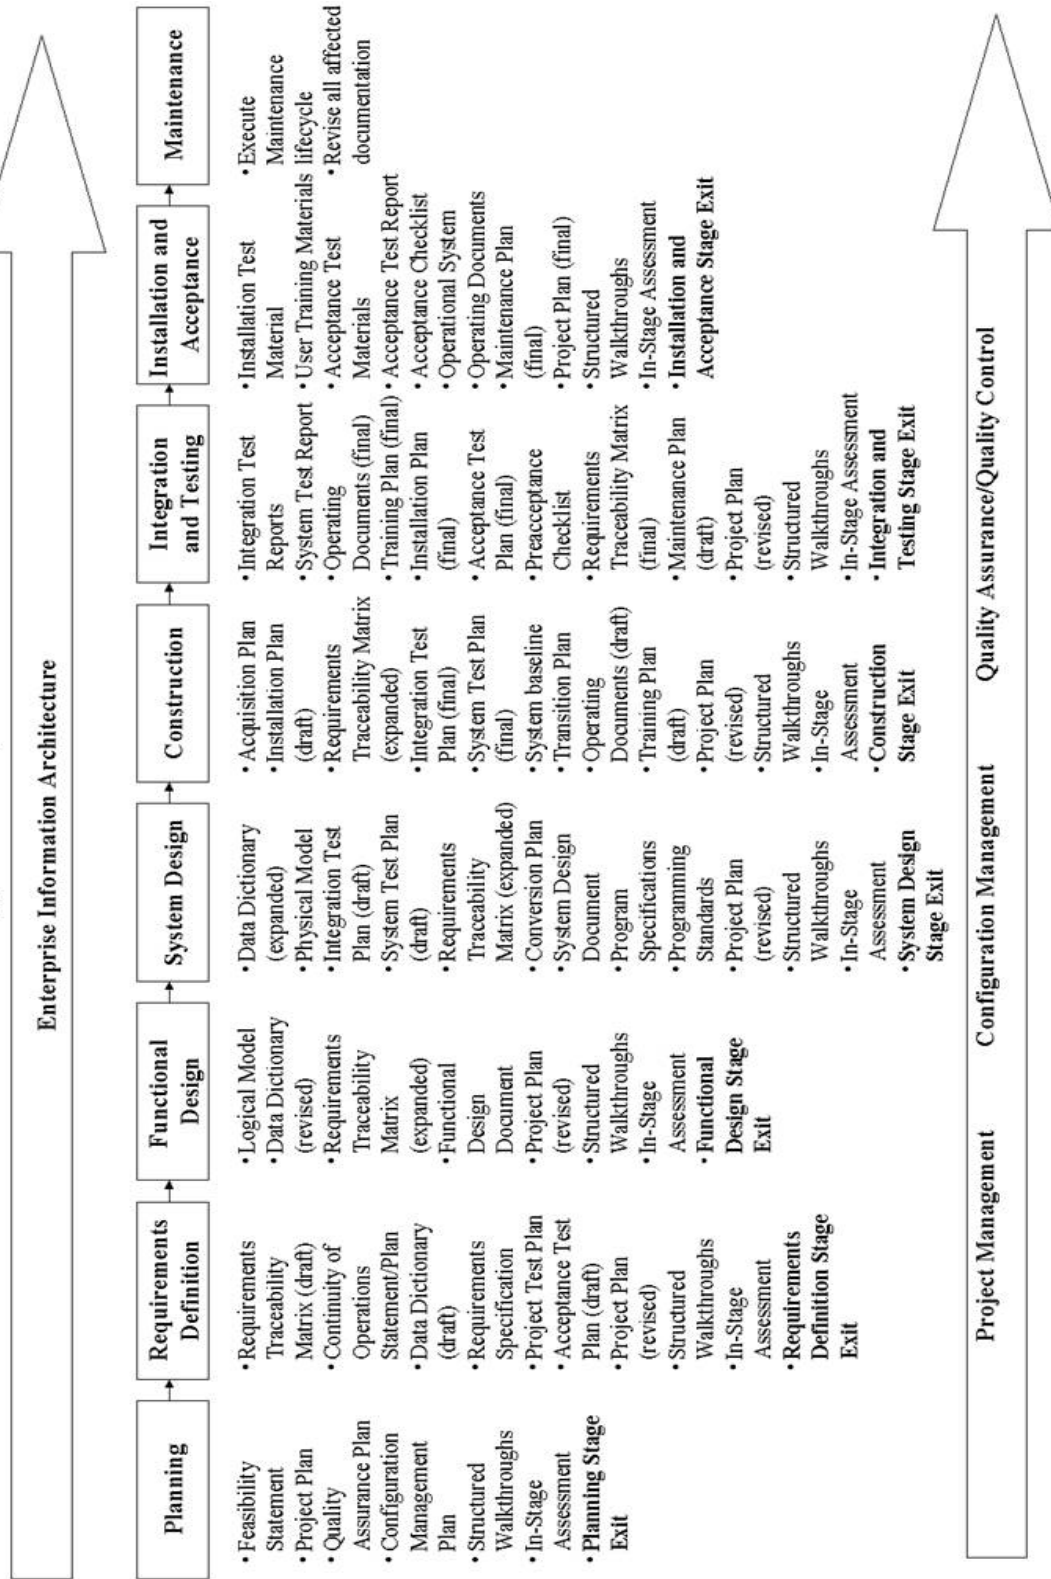 Enterprise Information Architecture
Planning
• Feasibility
Statement
• Project Plan
• Quality
Assurance Plan
• Configuration
Management
Plan
• Structured
Walkthroughs
• In-Stage
Assessment
• Planning Stage
Exit
Requirements
Definition
• Requirements
Traceability
Matrix (draft)
• Continuity of
Operations
Statement/Plan
• Data Dictionary
(draft)
• Requirements
Specification
• Project Test Plan
• Acceptance Test
Plan (draft)
• Project Plan
(revised)
• Structured
Walkthroughs
• In-Stage
Assessment
• Requirements
Definition Stage
Exit
Functional
Design
• Logical Model
• Data Dictionary
(revised)
• Requirements
Traceability
Matrix
(expanded)
• Functional
Design
Document
• Project Plan
(revised)
• Structured
Walkthroughs
• In-Stage
Assessment
• Functional
Design Stage
Exit
System Design
• Data Dictionary
(expanded)
• Physical Model
• Integration Test
Plan (draft)
• System Test Plan
(draft)
• Requirements
Traceability
Matrix (expanded)
• Conversion Plan
• System Design
Document
• Program
Specifications
• Programming
Standards
• Project Plan
(revised)
• Structured
Walkthroughs
• In-Stage
Assessment
• System Design
Stage Exit
Construction
• Acquisition Plan
• Installation Plan
(draft)
• Requirements
Traceability Matrix
(expanded)
• Integration Test
Plan (final)
• System Test Plan
(final)
• System baseline
• Transition Plan
• Operating
Documents (draft)
• Training Plan
(draft)
• Project Plan
(revised)
• Structured
Walkthroughs
• In-Stage
Assessment
• Construction
Stage Exit
Integration
and Testing
• Integration Test
Reports
• System Test Report
• Operating
Documents (final)
• Training Plan (final)
• Installation Plan
(final)
• Acceptance Test
Plan (final)
• Preacceptance
Checklist
• Requirements
Traceability Matrix
(final)
• Maintenance Plan
(draft)
• Project Plan
(revised)
• Structured
Walkthroughs
• In-Stage Assessment
• Integration and
Testing Stage Exit
Installation and
Acceptance
• Installation Test
Material
• User Training Materials
• Acceptance Test
Materials
• Acceptance Test Report
• Acceptance Checklist
• Operational System
• Operating Documents
• Maintenance Plan
(final)
• Project Plan (final)
• Structured
Walkthroughs
• In-Stage Assessment
• Installation and
Acceptance Stage Exit
Maintenance
• Execute
Maintenance
lifecycle
• Revise all affected
documentation
Project Management
Configuration Management
Quality Assurance/Quality Control